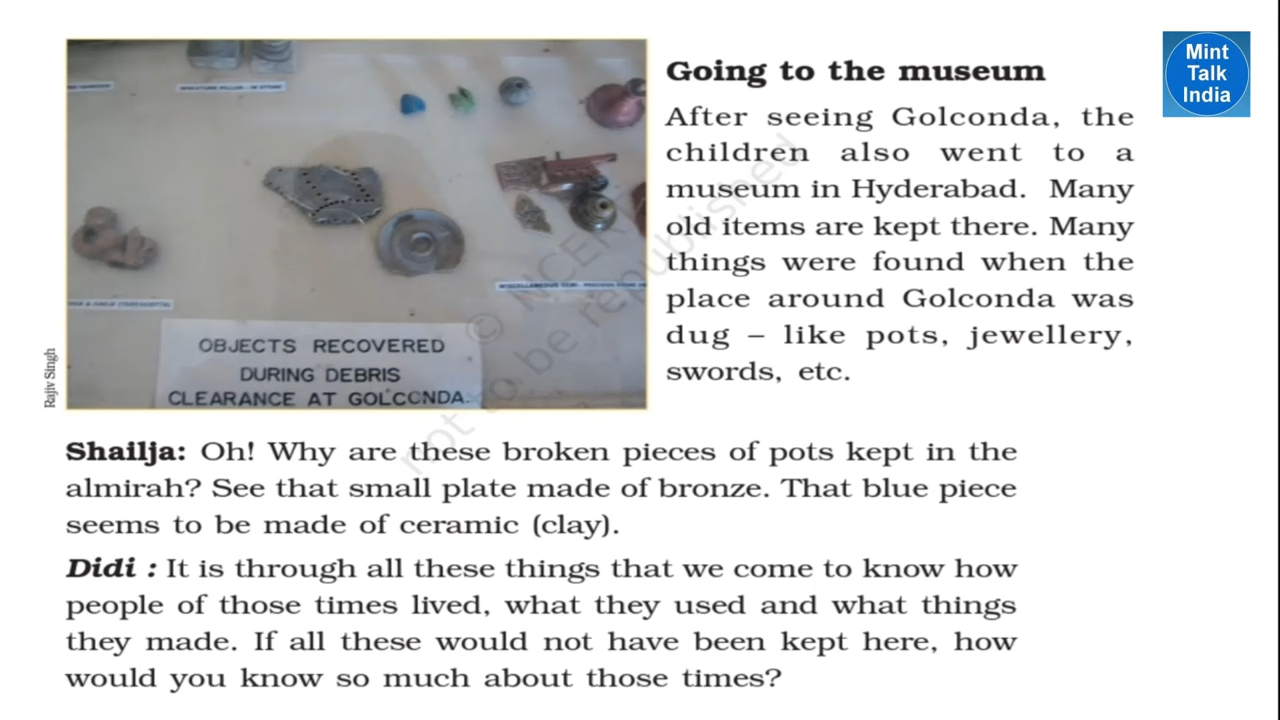 Mint
Talk
India
Going to the museum
After seeing Golconda, the
children also went to a
museum in Hyderabad. Many
old items are kept there. Many
things were found when the
place around Golconda was
dug – like pots, jewellery,
swords, etc.
OBJECTS RECOVERED
DURING DEBRIS
CLEARANCE AT GOLCONDA.
Rajiv Singh
© NCERT
not to be republished
Shailja: Oh! Why are these broken pieces of pots kept in the
almirah? See that small plate made of bronze. That blue piece
seems to be made of ceramic (clay).
Didi : It is through all these things that we come to know how
people of those times lived, what they used and what things
they made. If all these would not have been kept here, how
would you know so much about those times?